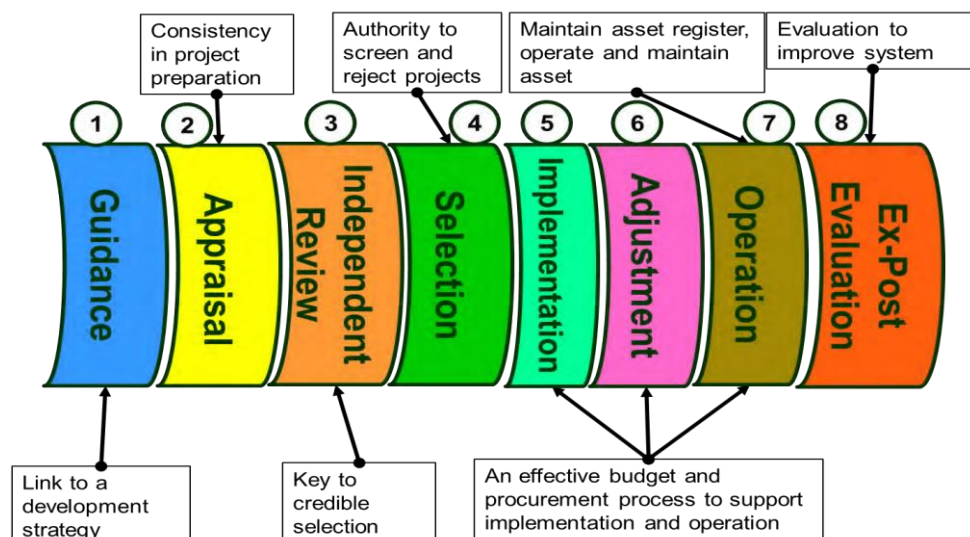 Consistency
in project
preparation
Authority to
screen and
reject projects
Maintain asset register,
operate and maintain
asset
Evaluation to
improve system
1
2
3
4
5
6
7
8
Guidance
Appraisal
Independent
Review
Selection
Implementation
Adjustment
Operation
Ex-Post
Evaluation
Link to a
development
strategy
Key to
credible
selection
An effective budget and
procurement process to support
implementation and operation